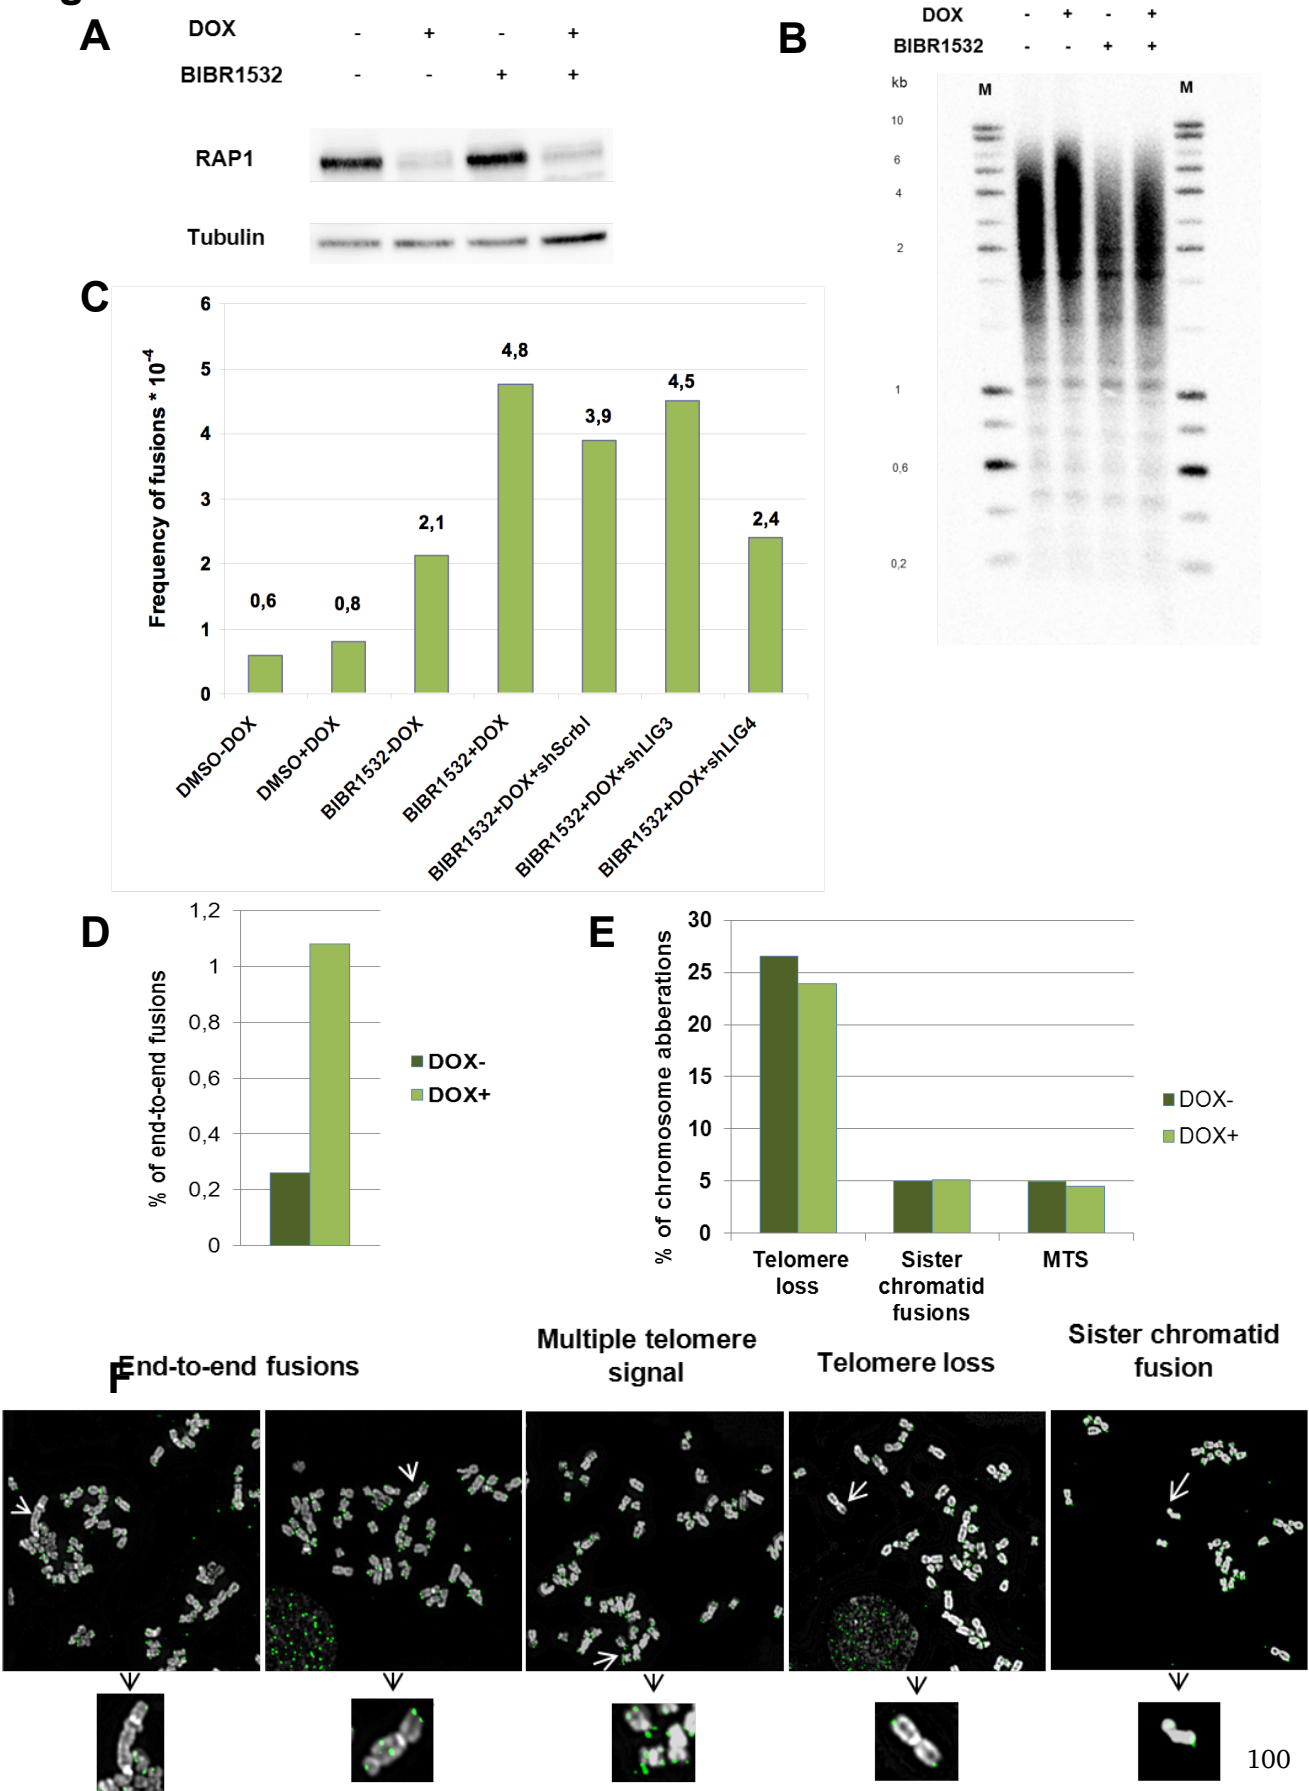 A
DOX - + - +
BIBR1532 - - + +
RAP1
Tubulin
B
DOX - + - +
BIBR1532 - - + +
kb
M M
10
6
4
2
1
0,6
0,2
C
Frequency of fusions * 10-4
6
5
4
3
2
1
0
0,6
0,8
2,1
4,8
3,9
4,5
2,4
DMSO-DOX
DMSO+DOX
BIBR1532-DOX
BIBR1532+DOX
BIBR1532+DOX+shScrbl
BIBR1532+DOX+shLIG3
BIBR1532+DOX+shLIG4
D
% of end-to-end fusions
1,2
1
0,8
0,6
0,4
0,2
0
DOX-
DOX+
E
% of chromosome abberations
30
25
20
15
10
5
0
Telomere
loss
Sister
chromatid
fusions
MTS
DOX-
DOX+
F
End-to-end fusions
Multiple telomere
signal
Telomere loss
Sister chromatid
fusion
100